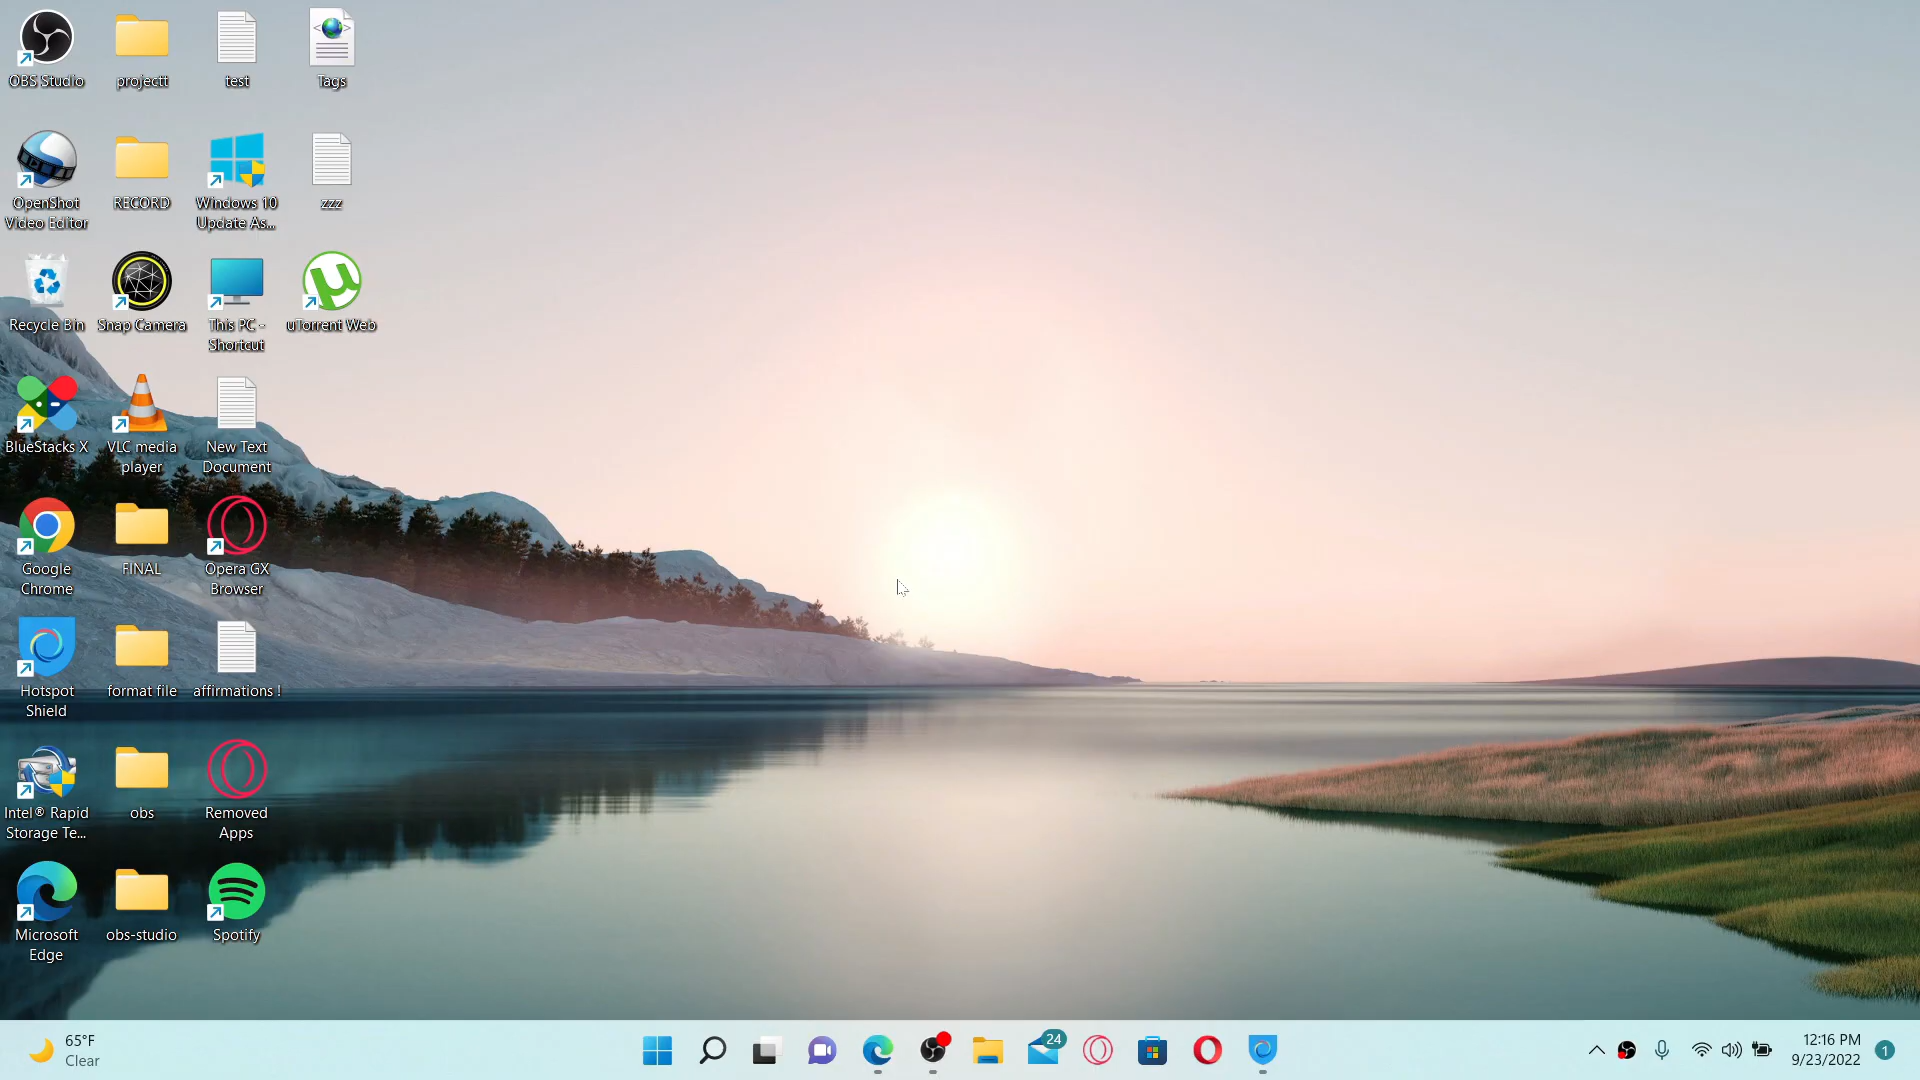 OBS Studio
projectt
test
Tags
OpenShot
Video Editor
RECORD
Windows 10
Update As...
zzz
Recycle Bin
Snap Camera
This PC -
Shortcut
uTorrent Web
BlueStacks X
VLC media
player
New Text
Document
Google
Chrome
FINAL
Opera GX
Browser
Hotspot
Shield
format file
affirmations !
Intel® Rapid
Storage Te...
obs
Removed
Apps
Microsoft
Edge
obs-studio
Spotify
65°F
Clear
24
12:16 PM
9/23/2022
1